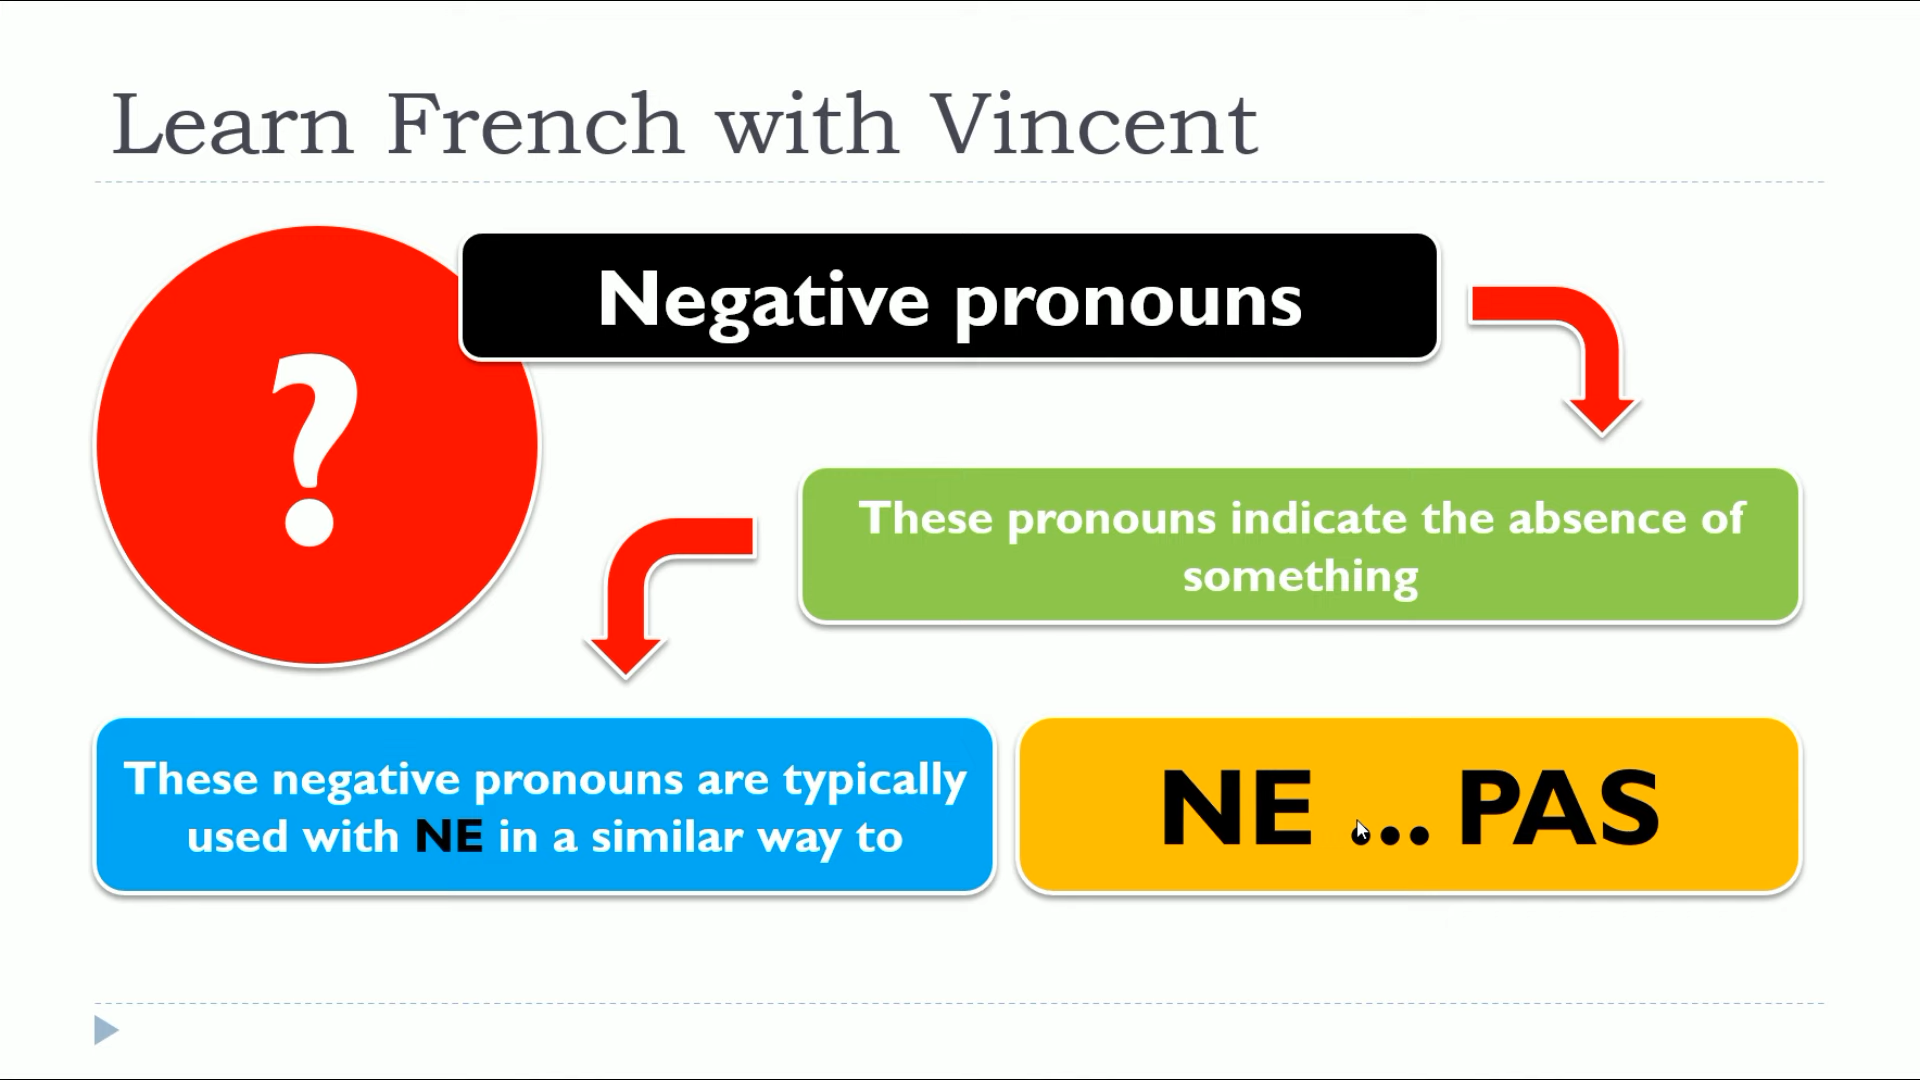 Learn French with Vincent
?
Negative pronouns
These pronouns indicate the absence of
something
These negative pronouns are typically
used with NE in a similar way to
NE ... PAS